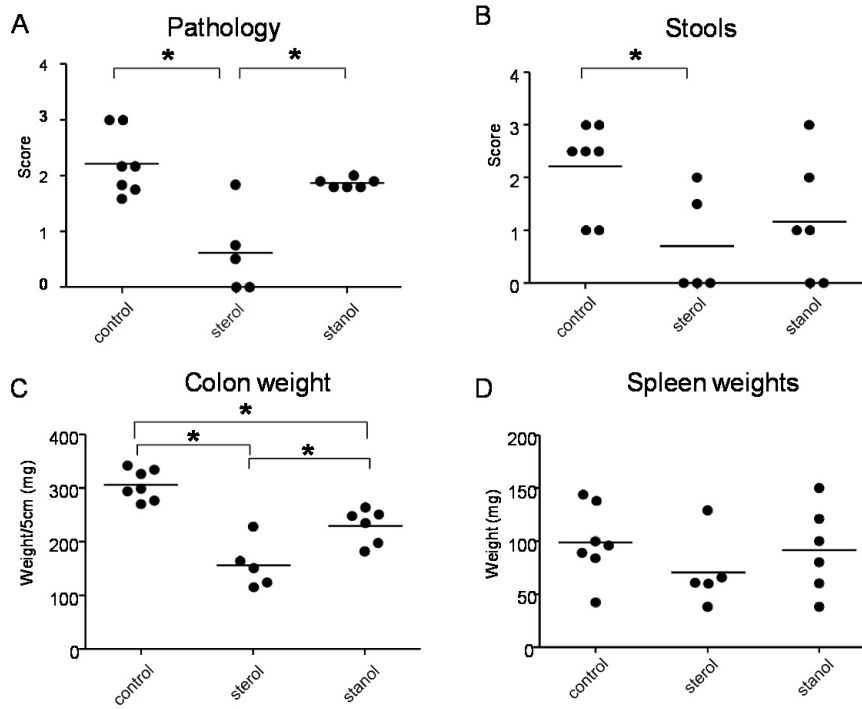 A
Pathology
*
*
4
3
2
1
0
Score
control
sterol
stanol
B
Stools
*
4
3
2
1
0
Score
control
sterol
stanol
C
Colon weight
*
*
*
400
300
200
100
0
Weight/5cm (mg)
control
sterol
stanol
D
Spleen weights
200
150
100
50
0
Weight (mg)
control
sterol
stanol